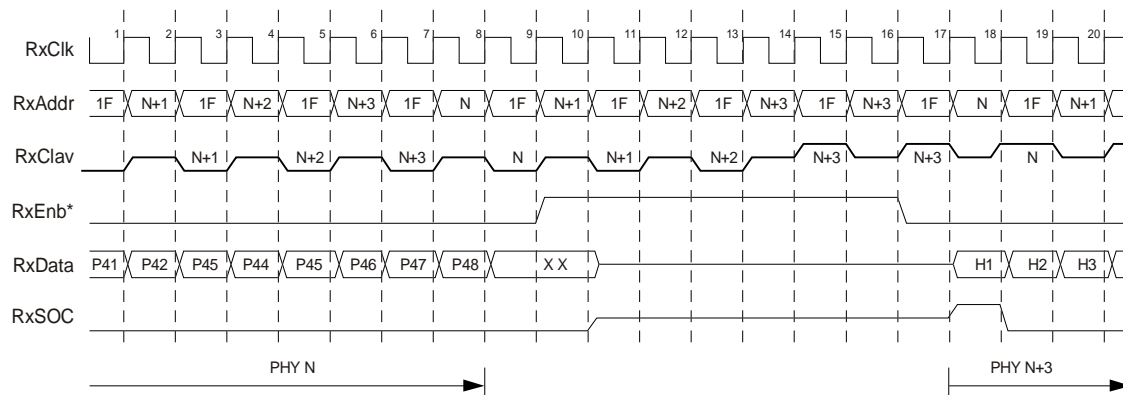 1 2 3 4 5 6 7 8 9 10 11 12 13 14 15 16 17 18 19 20
RxClk
RxAddr 1F N+1 1F N+2 1F N+3 1F N 1F N+1 1F N+2 1F N+3 1F N+3 1F N 1F N+1
RxClav N+1 N+2 N+3 N N+1 N+2 N+3 N+3 N
RxEnb*
RxData P41 P42 P45 P44 P45 P46 P47 P48 X X H1 H2 H3
RxSOC
PHY N PHY N+3